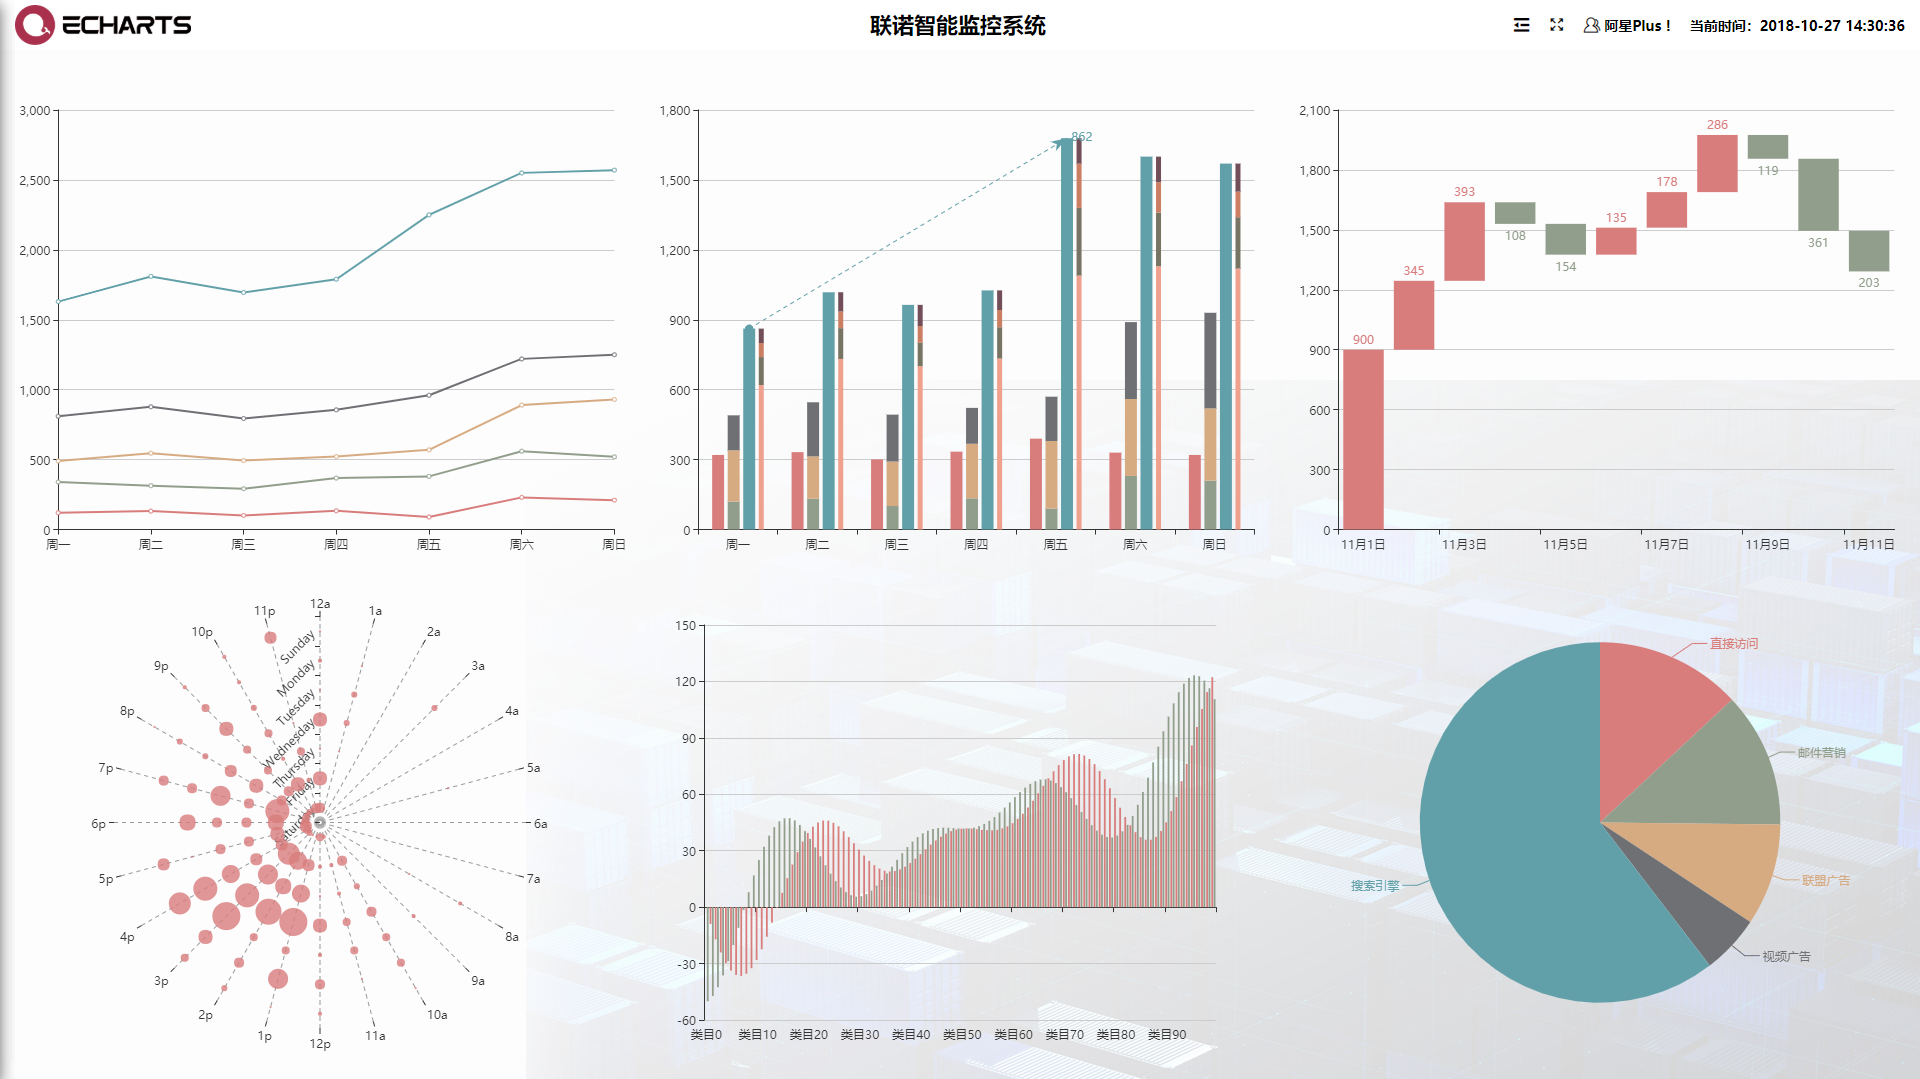 ECHARTS
联诺智能监控系统
阿星Plus！ 当前时间：2018-10-27 14:30:36
3,000
2,500
2,000
1,500
1,000
500
0
周一 周二 周三 周四 周五 周六 周日
1,800
1,500
1,200
900
600
300
0
862
周一 周二 周三 周四 周五 周六 周日
2,100
1,800
1,500
1,200
900
600
300
0
900
345
393
108
154
135
178
286
119
361
203
11月1日 11月3日 11月5日 11月7日 11月9日 11月11日
12a
1a
2a
3a
4a
5a
6a
7a
8a
9a
10a
11a
12p
1p
2p
3p
4p
5p
6p
7p
8p
9p
10p
11p
Sunday
Monday
Tuesday
Wednesday
Thursday
Friday
Saturday
150
120
90
60
30
0
-30
-60
类目0 类目10 类目20 类目30 类目40 类目50 类目60 类目70 类目80 类目90
直接访问
邮件营销
联盟广告
视频广告
搜索引擎